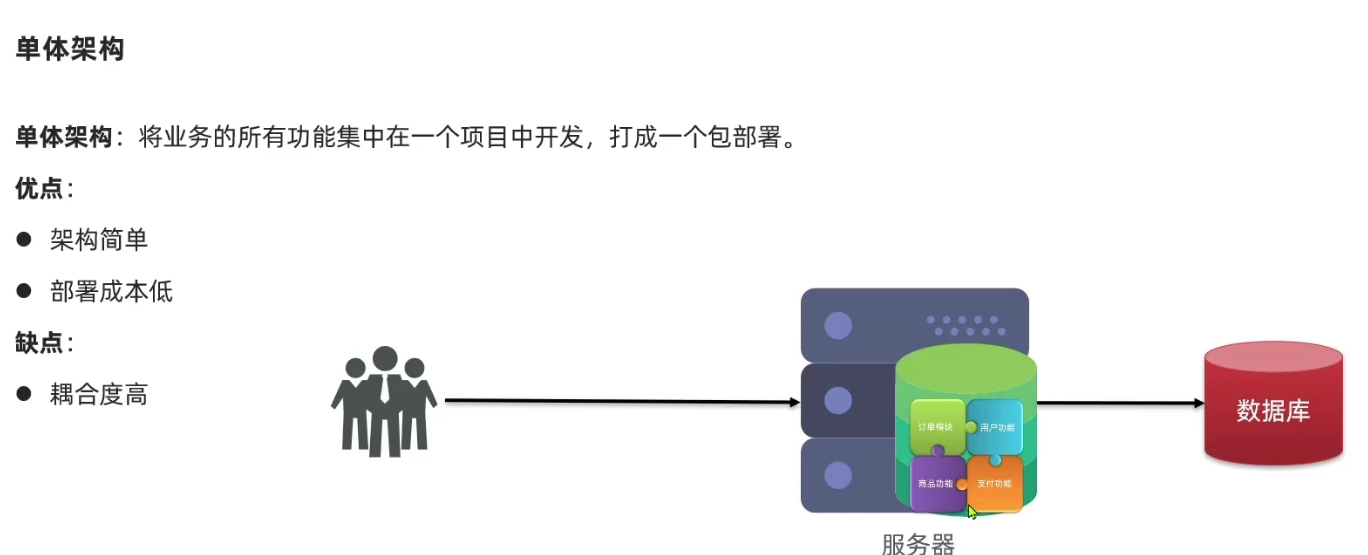 单体架构
单体架构：将业务的所有功能集中在一个项目中开发，打成一个包部署。
优点：
● 架构简单
● 部署成本低
缺点：
● 耦合度高
订单模块
用户功能
商品功能
支付功能
数据库
服务器